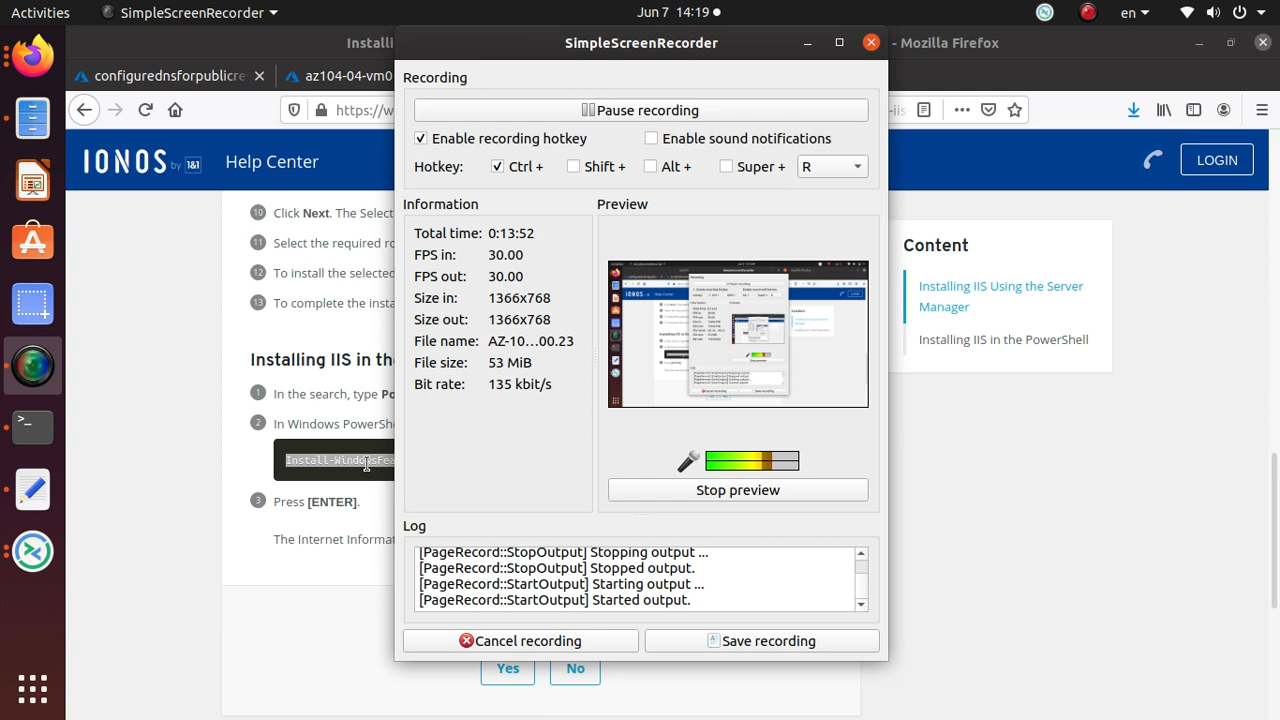 Activities
SimpleScreenRecorder
Jun 7 14:19
en
Installi
SimpleScreenRecorder
- Mozilla Firefox
configurednsforpublicre
az104-04-vm0
https://w
-iis
IONOS by 1&1
Help Center
LOGIN
10 Click Next. The Select
11 Select the required ro
12 To install the selected
13 To complete the insta
Installing IIS in the
1 In the search, type Po
2 In Windows PowerShe
Install-WindowsFea
3 Press [ENTER].
The Internet Informat
Yes
No
Content
Installing IIS Using the Server
Manager
Installing IIS in the PowerShell
Recording
Pause recording
Enable recording hotkey
Enable sound notifications
Hotkey:
Ctrl +
Shift +
Alt +
Super +
R
Information
Total time: 0:13:52
FPS in: 30.00
FPS out: 30.00
Size in: 1366x768
Size out: 1366x768
File name: AZ-10...00.23
File size: 53 MiB
Bit rate: 135 kbit/s
Preview
Stop preview
Log
[PageRecord::StopOutput] Stopping output ...
[PageRecord::StopOutput] Stopped output.
[PageRecord::StartOutput] Starting output ...
[PageRecord::StartOutput] Started output.
Cancel recording
Save recording